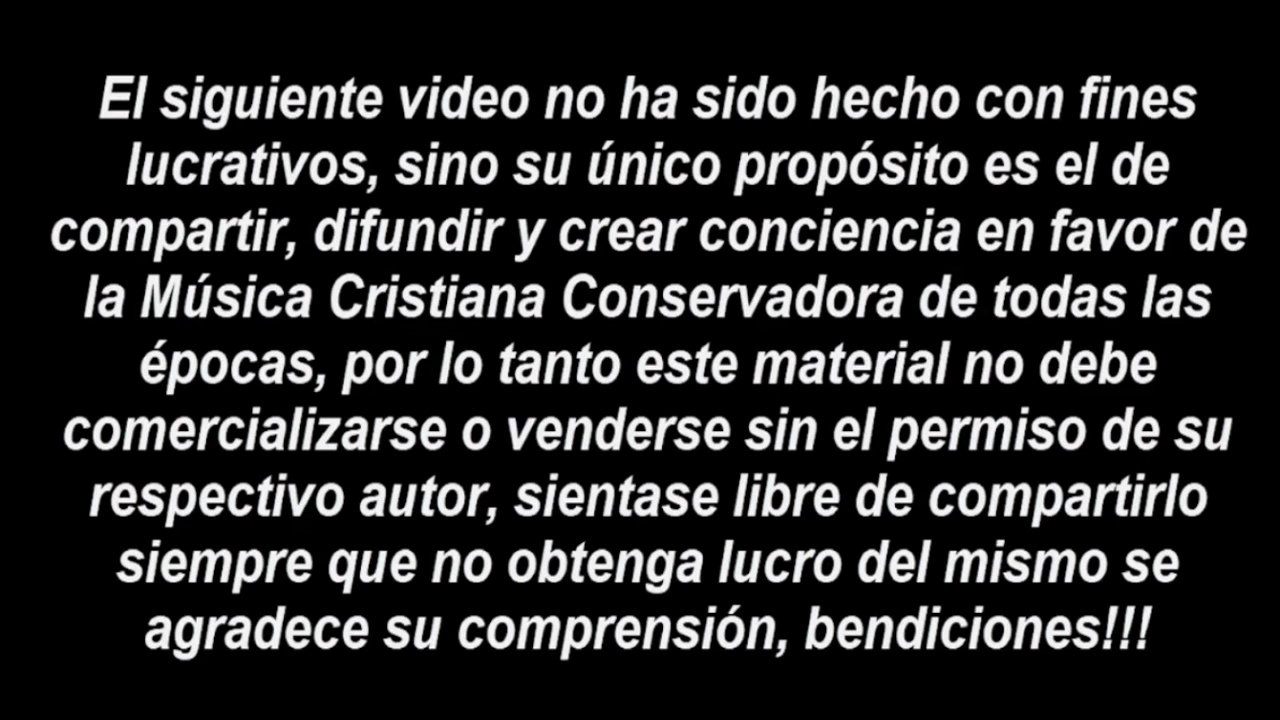 El siguiente video no ha sido hecho con fines
lucrativos, sino su único propósito es el de
compartir, difundir y crear conciencia en favor de
la Música Cristiana Conservadora de todas las
épocas, por lo tanto este material no debe
comercializarse o venderse sin el permiso de su
respectivo autor, sientase libre de compartirlo
siempre que no obtenga lucro del mismo se
agradece su comprensión, bendiciones!!!